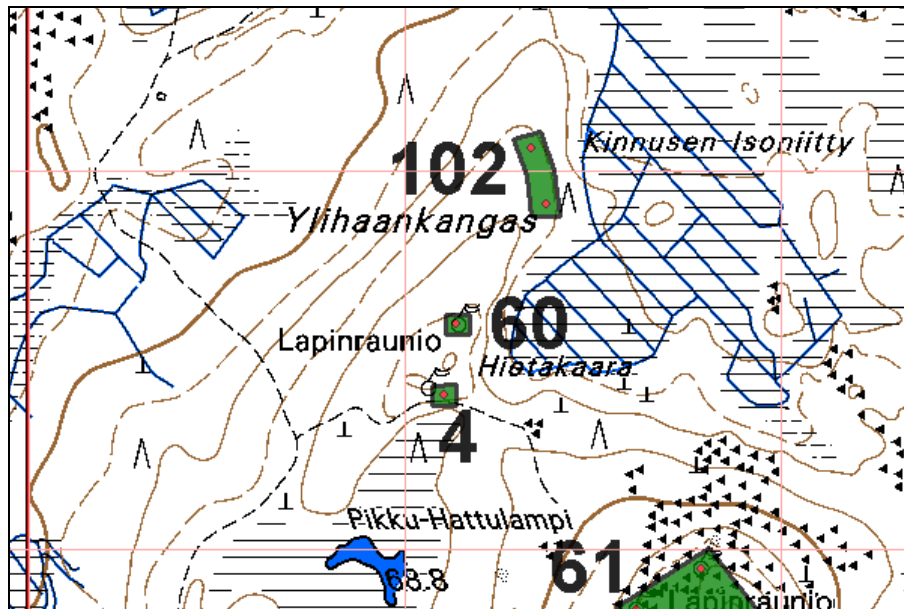 Kinnusen-Isoniitty
102
Ylihaankangas
60
Lapinraunio
Hietakaara
4
Pikku-Hattulampi
61
68.8
Lapinraunio